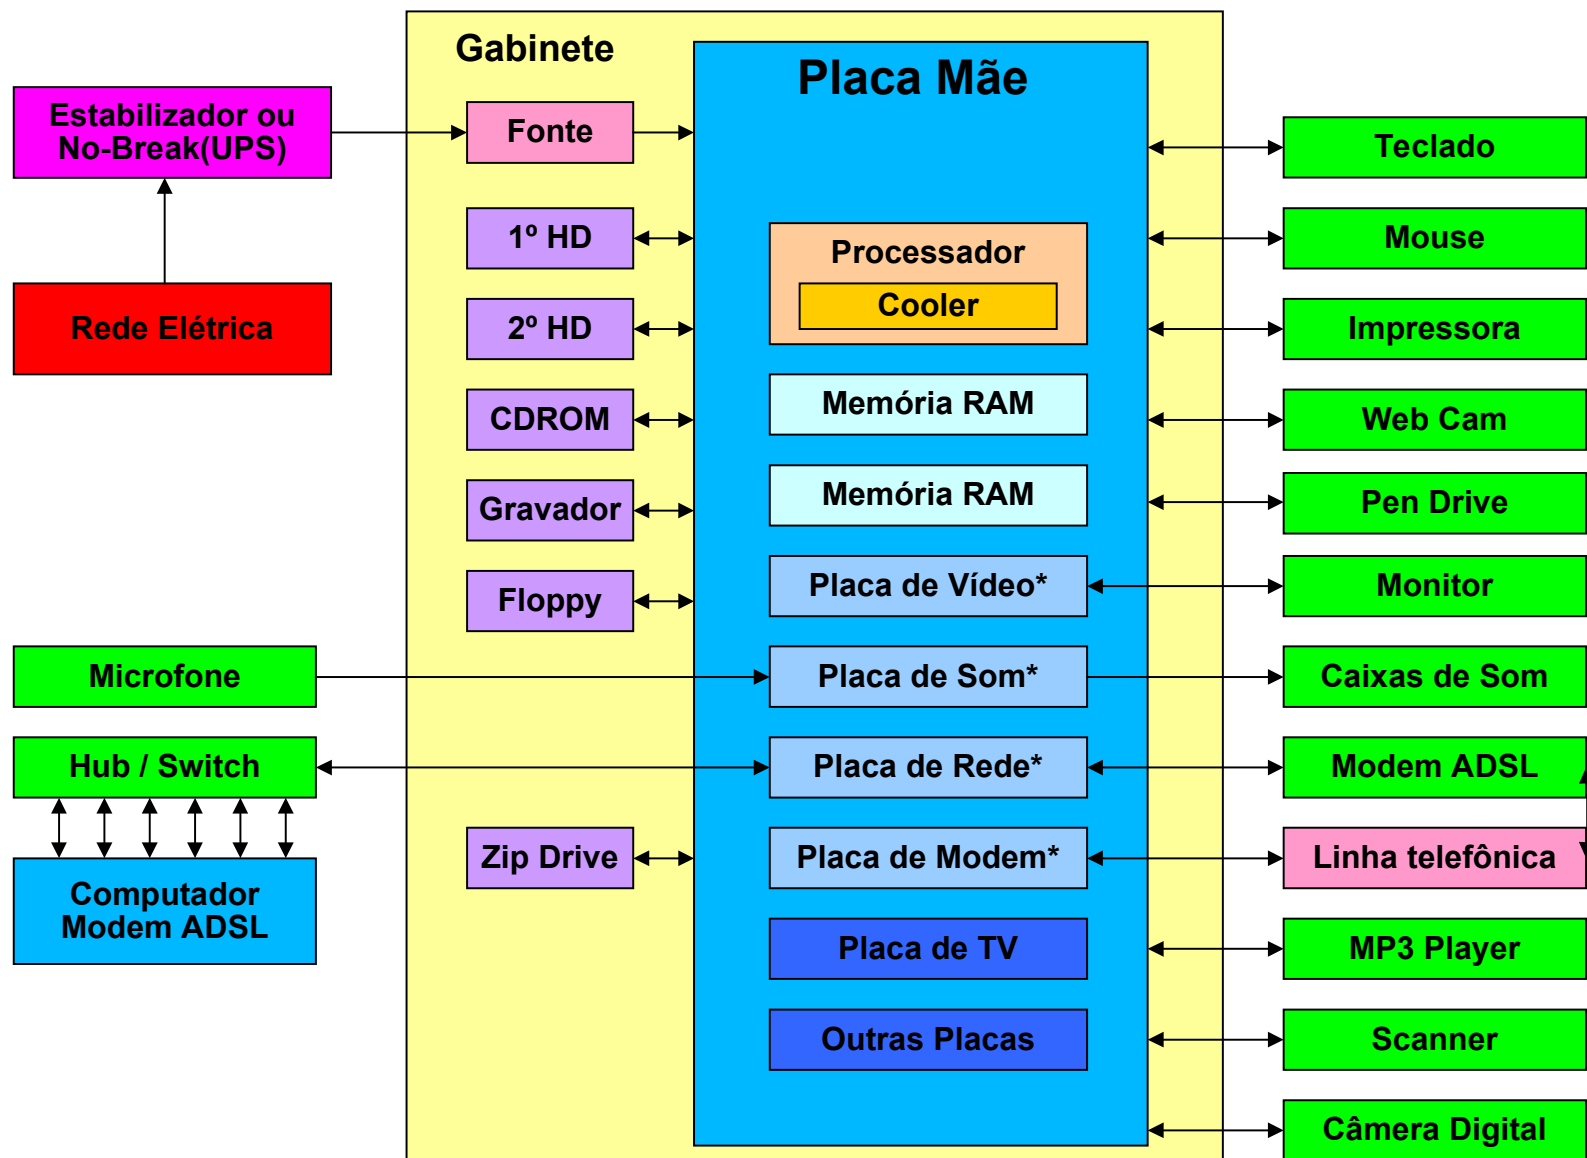 Gabinete
Placa Mãe
Estabilizador ou
No-Break(UPS)
Fonte
Teclado
1º HD
Processador
Mouse
Cooler
Rede Elétrica
2º HD
Impressora
CDROM
Memória RAM
Web Cam
Gravador
Memória RAM
Pen Drive
Floppy
Placa de Vídeo*
Monitor
Microfone
Placa de Som*
Caixas de Som
Hub / Switch
Placa de Rede*
Modem ADSL
Zip Drive
Placa de Modem*
Linha telefônica
Computador
Modem ADSL
Placa de TV
MP3 Player
Outras Placas
Scanner
Câmera Digital